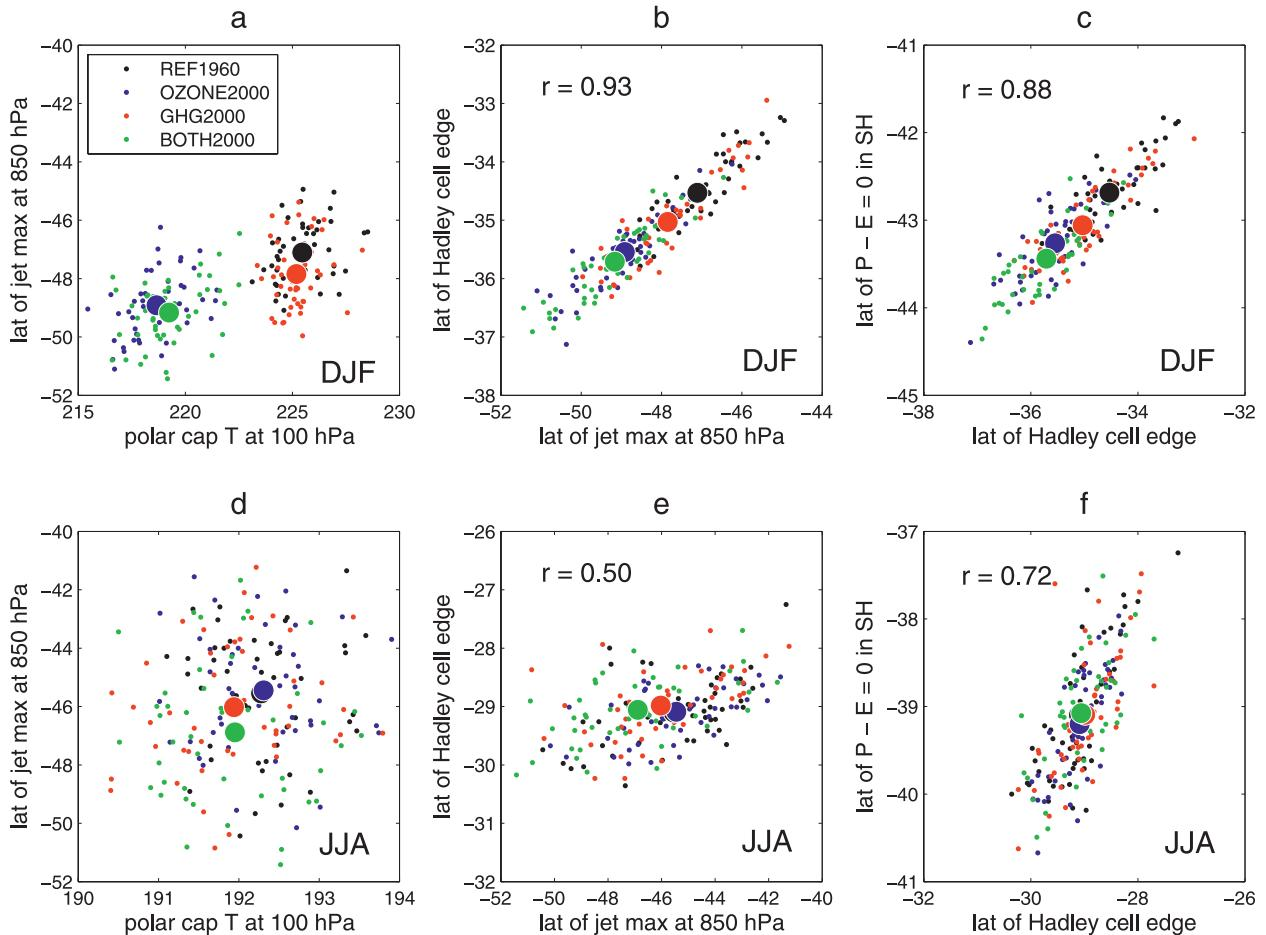 a
−40
−42
−44
−46
−48
−50
−52
lat of jet max at 850 hPa
REF1960
OZONE2000
GHG2000
BOTH2000
DJF
215 220 225 230
polar cap T at 100 hPa
b
−32
−33
−34
−35
−36
−37
−38
lat of Hadley cell edge
r = 0.93
DJF
−52 −50 −48 −46 −44
lat of jet max at 850 hPa
c
−41
−42
−43
−44
−45
lat of P − E = 0 in SH
r = 0.88
DJF
−38 −36 −34 −32
lat of Hadley cell edge
d
−40
−42
−44
−46
−48
−50
−52
lat of jet max at 850 hPa
JJA
190 191 192 193 194
polar cap T at 100 hPa
e
−26
−27
−28
−29
−30
−31
−32
lat of Hadley cell edge
r = 0.50
JJA
−52 −50 −48 −46 −44 −42 −40
lat of jet max at 850 hPa
f
−37
−38
−39
−40
−41
lat of P − E = 0 in SH
r = 0.72
JJA
−32 −30 −28 −26
lat of Hadley cell edge